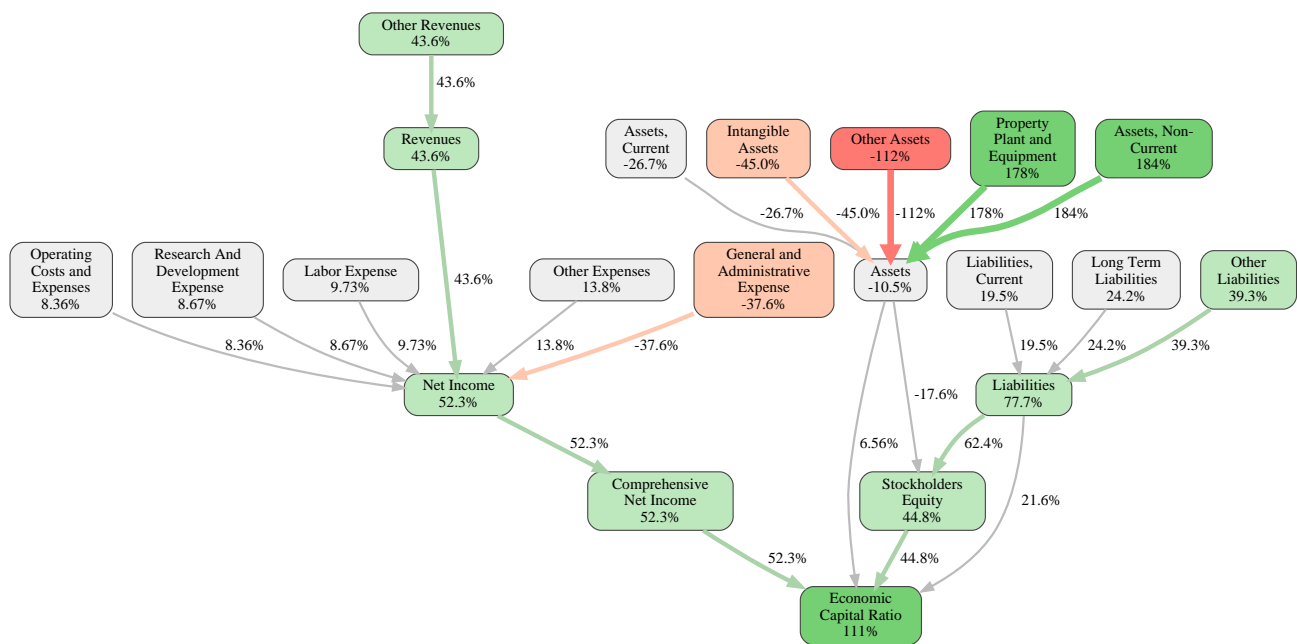 Other Revenues
43.6%
43.6%
Revenues
43.6%
Assets,
Current
-26.7%
Intangible
Assets
-45.0%
Other Assets
-112%
Property
Plant and
Equipment
178%
Assets, Non-
Current
184%
-26.7%
-45.0%
-112%
178%
184%
Operating
Costs and
Expenses
8.36%
Research And
Development
Expense
8.67%
Labor Expense
9.73%
43.6%
Other Expenses
13.8%
General and
Administrative
Expense
-37.6%
Assets
-10.5%
Liabilities,
Current
19.5%
Long Term
Liabilities
24.2%
Other
Liabilities
39.3%
8.36%
8.67%
9.73%
13.8%
-37.6%
19.5%
24.2%
39.3%
Net Income
52.3%
-17.6%
Liabilities
77.7%
52.3%
6.56%
62.4%
Comprehensive
Net Income
52.3%
Stockholders
Equity
44.8%
21.6%
52.3%
44.8%
Economic
Capital Ratio
111%